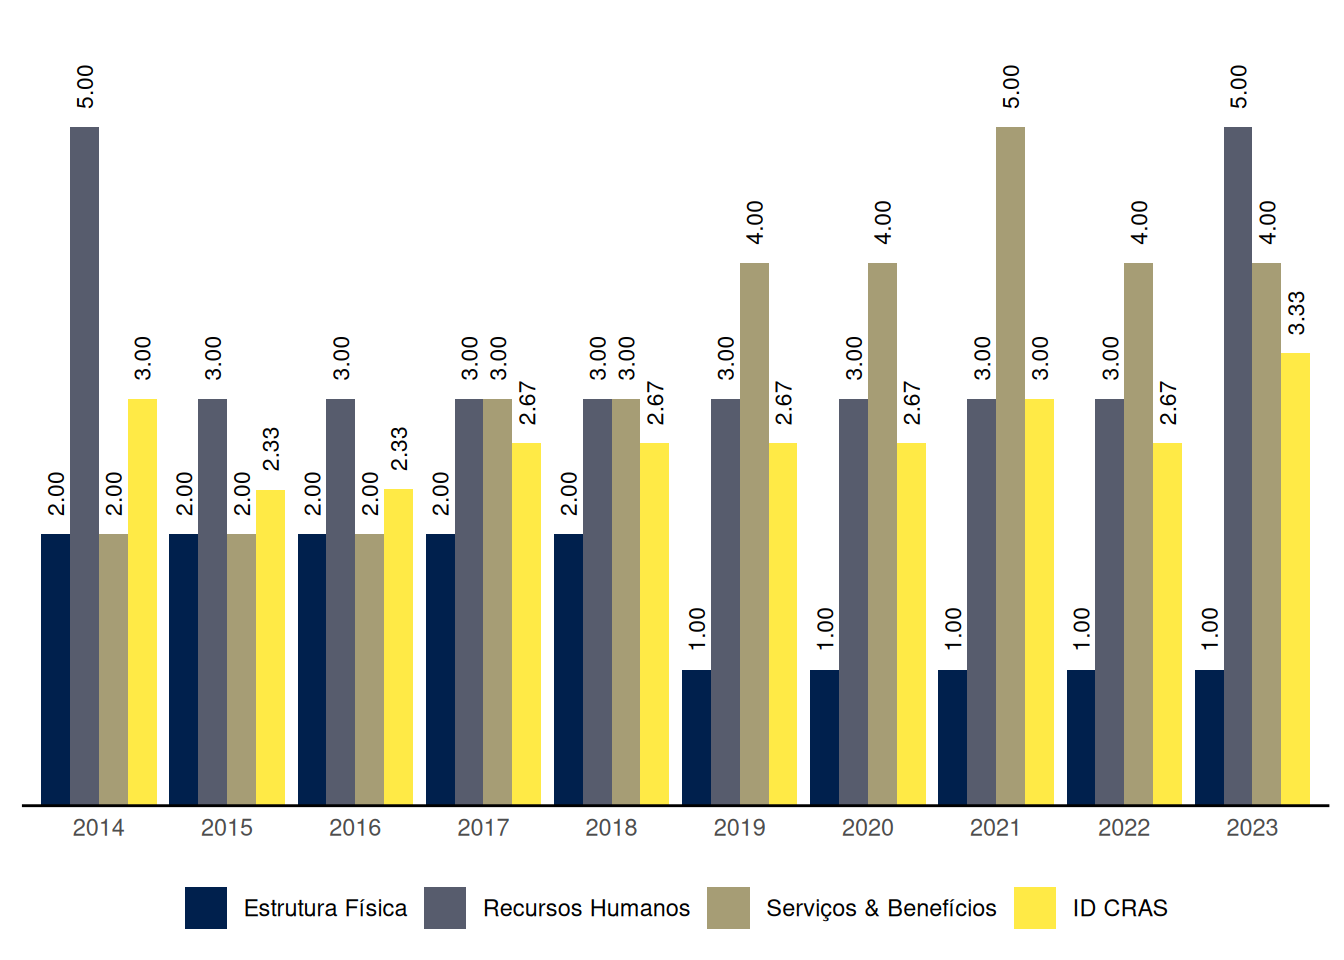 5.00 5.00 5.00
4.00 4.00 4.00 4.00
3.33
3.00 3.00 3.00 3.00 3.00 3.00 3.00 3.00 3.00 3.00 3.00 3.00
2.67 2.67 2.67 2.67 2.67
2.33 2.33
2.00 2.00 2.00 2.00 2.00 2.00 2.00 2.00
1.00 1.00 1.00 1.00 1.00
2014 2015 2016 2017 2018 2019 2020 2021 2022 2023
Estrutura Física Recursos Humanos Serviços & Benefícios ID CRAS